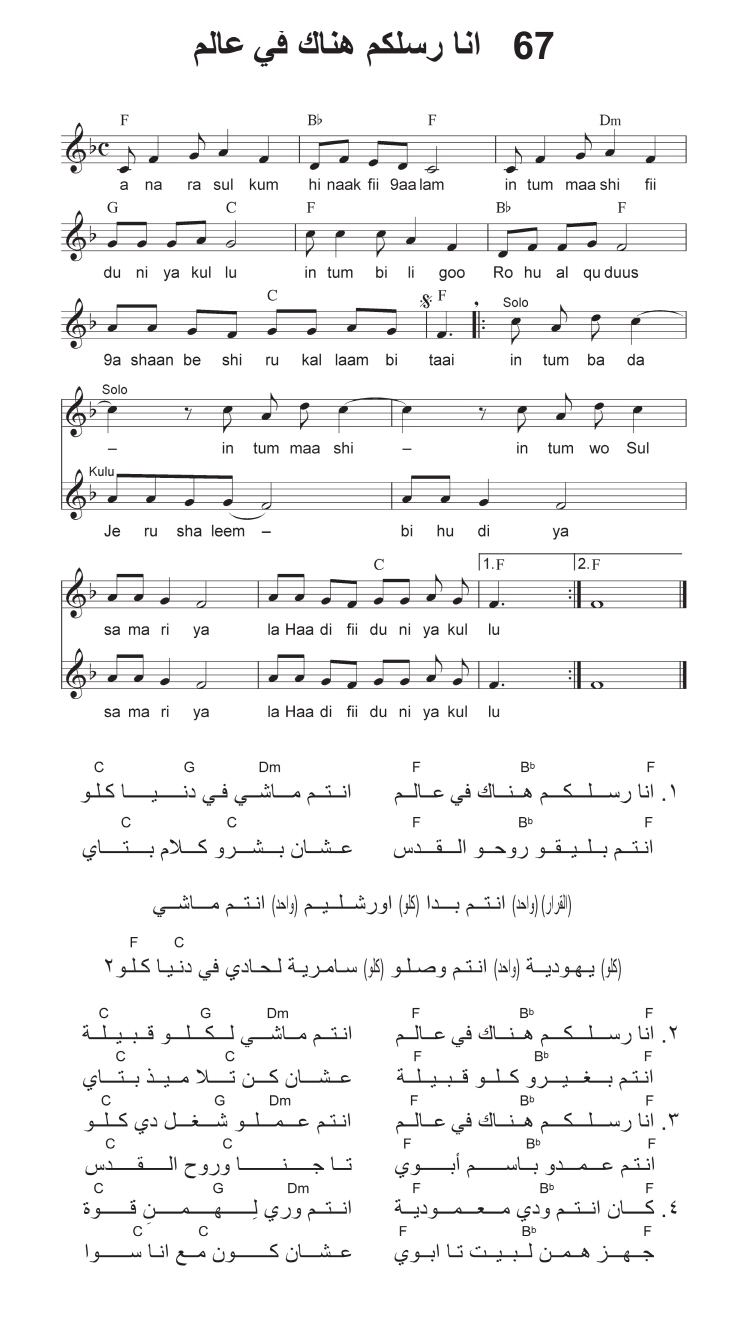 67 انا رسلكم هناك في عالم
F Bb F Dm
a na ra sul kum hi naak fii 9aa lam in tum maa shi fii
G C F Bb F
du ni ya kul lu in tum bi li goo Ro hu al qu duus
C F Solo
9a shaan be shi ru kal laam bi taai in tum ba da
Solo
– in tum maa shi – in tum wo Sul
Kulu
Je ru sha leem – bi hu di ya
C 1. F 2. F
sa ma ri ya la Haa di fii du ni ya kul lu
sa ma ri ya la Haa di fii du ni ya kul lu
F Bb F Dm G C
١. انا رسلكم هناك في عالم انتم ماشي في دنيا كلو
F Bb F C C
انتم بليقو روحو القدس عشان بشرو كلام بتاي
(القرار) (واحد) انتم بدا (كلو) اورشليم (واحد) انتم ماشي
C F
(كلو) يهودية (واحد) انتم وصلو (كلو) سامرية لحادي في دنيا كلو٢
F Bb F Dm G C
٢. انا رسلكم هناك في عالم انتم ماشي لكلو قبيلة
F Bb F C C
انتم بغيرو كلو قبيلة عشان كن تلا ميذ بتاي
F Bb F Dm G C
٣. انا رسلكم هناك في عالم انتم عملو شغل دي كلو
F Bb F C C
انتم عمدو باسم أبوي تا جنا وروح القدس
F Bb F Dm G C
٤. كان انتم ودي معمودية انتم وري لِهمنِ قوة
F Bb F C C
جهز همن لبيت تا ابوي عشان كون مع انا سوا